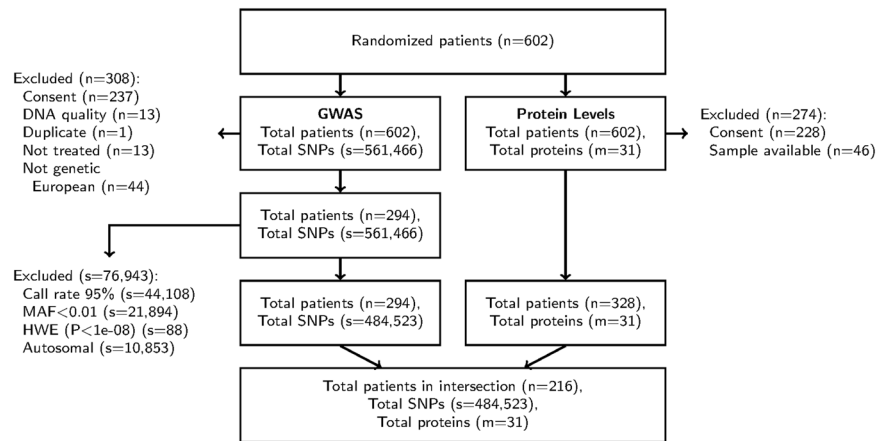 Randomized patients (n=602)
Excluded (n=308):
Consent (n=237)
DNA quality (n=13)
Duplicate (n=1)
Not treated (n=13)
Not genetic
European (n=44)
GWAS
Total patients (n=602),
Total SNPs (s=561,466)
Protein Levels
Total patients (n=602),
Total proteins (m=31)
Excluded (n=274):
Consent (n=228)
Sample available (n=46)
Total patients (n=294),
Total SNPs (s=561,466)
Excluded (s=76,943):
Call rate 95% (s=44,108)
MAF<0.01 (s=21,894)
HWE (P<1e-08) (s=88)
Autosomal (s=10,853)
Total patients (n=294),
Total SNPs (s=484,523)
Total patients (n=328),
Total proteins (m=31)
Total patients in intersection (n=216),
Total SNPs (s=484,523),
Total proteins (m=31)